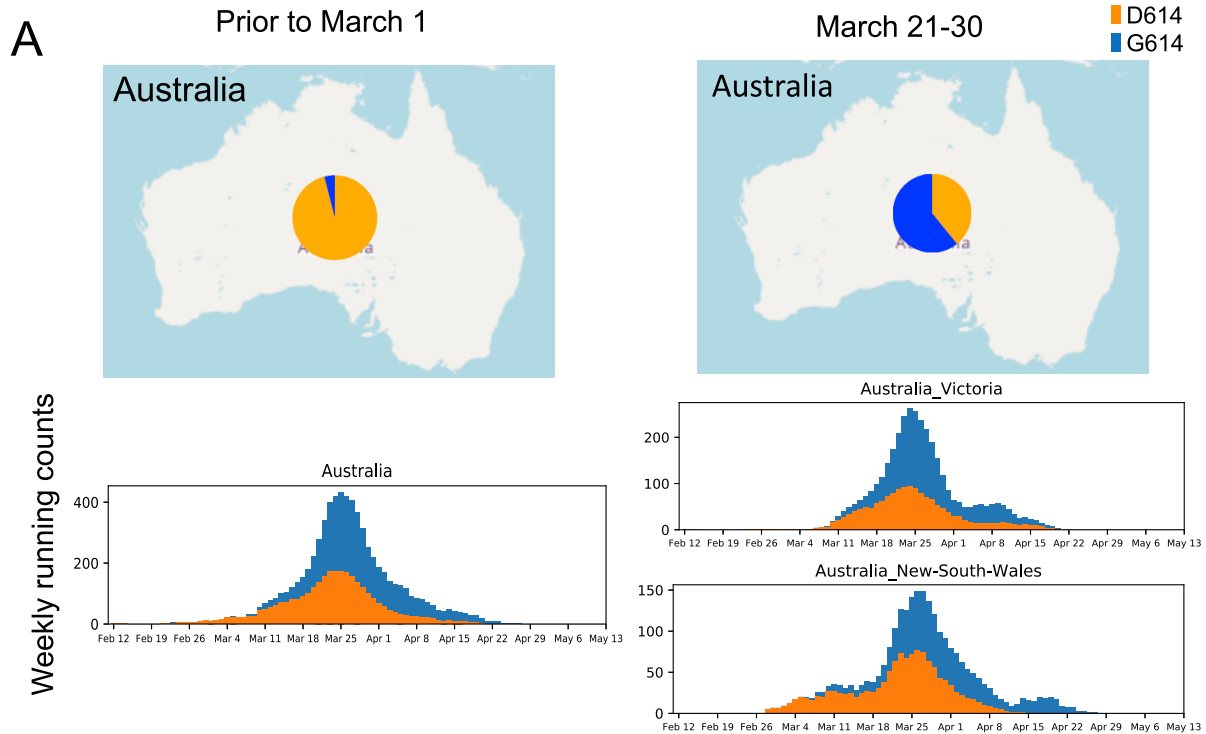 A
Prior to March 1
March 21-30
D614
G614
Australia
Australia
Weekly running counts
Australia
400
200
0
Feb 12 Feb 19 Feb 26 Mar 4 Mar 11 Mar 18 Mar 25 Apr 1 Apr 8 Apr 15 Apr 22 Apr 29 May 6 May 13
Australia_Victoria
200
100
0
Feb 12 Feb 19 Feb 26 Mar 4 Mar 11 Mar 18 Mar 25 Apr 1 Apr 8 Apr 15 Apr 22 Apr 29 May 6 May 13
Australia_New-South-Wales
150
100
50
0
Feb 12 Feb 19 Feb 26 Mar 4 Mar 11 Mar 18 Mar 25 Apr 1 Apr 8 Apr 15 Apr 22 Apr 29 May 6 May 13